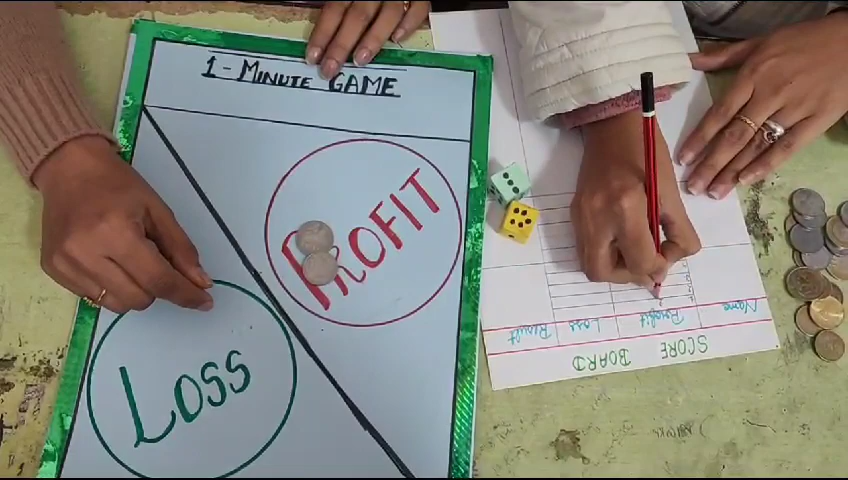 1-MINUTE GAME
PROFIT
LOSS
SCORE BOARD
Name Profit Loss Result